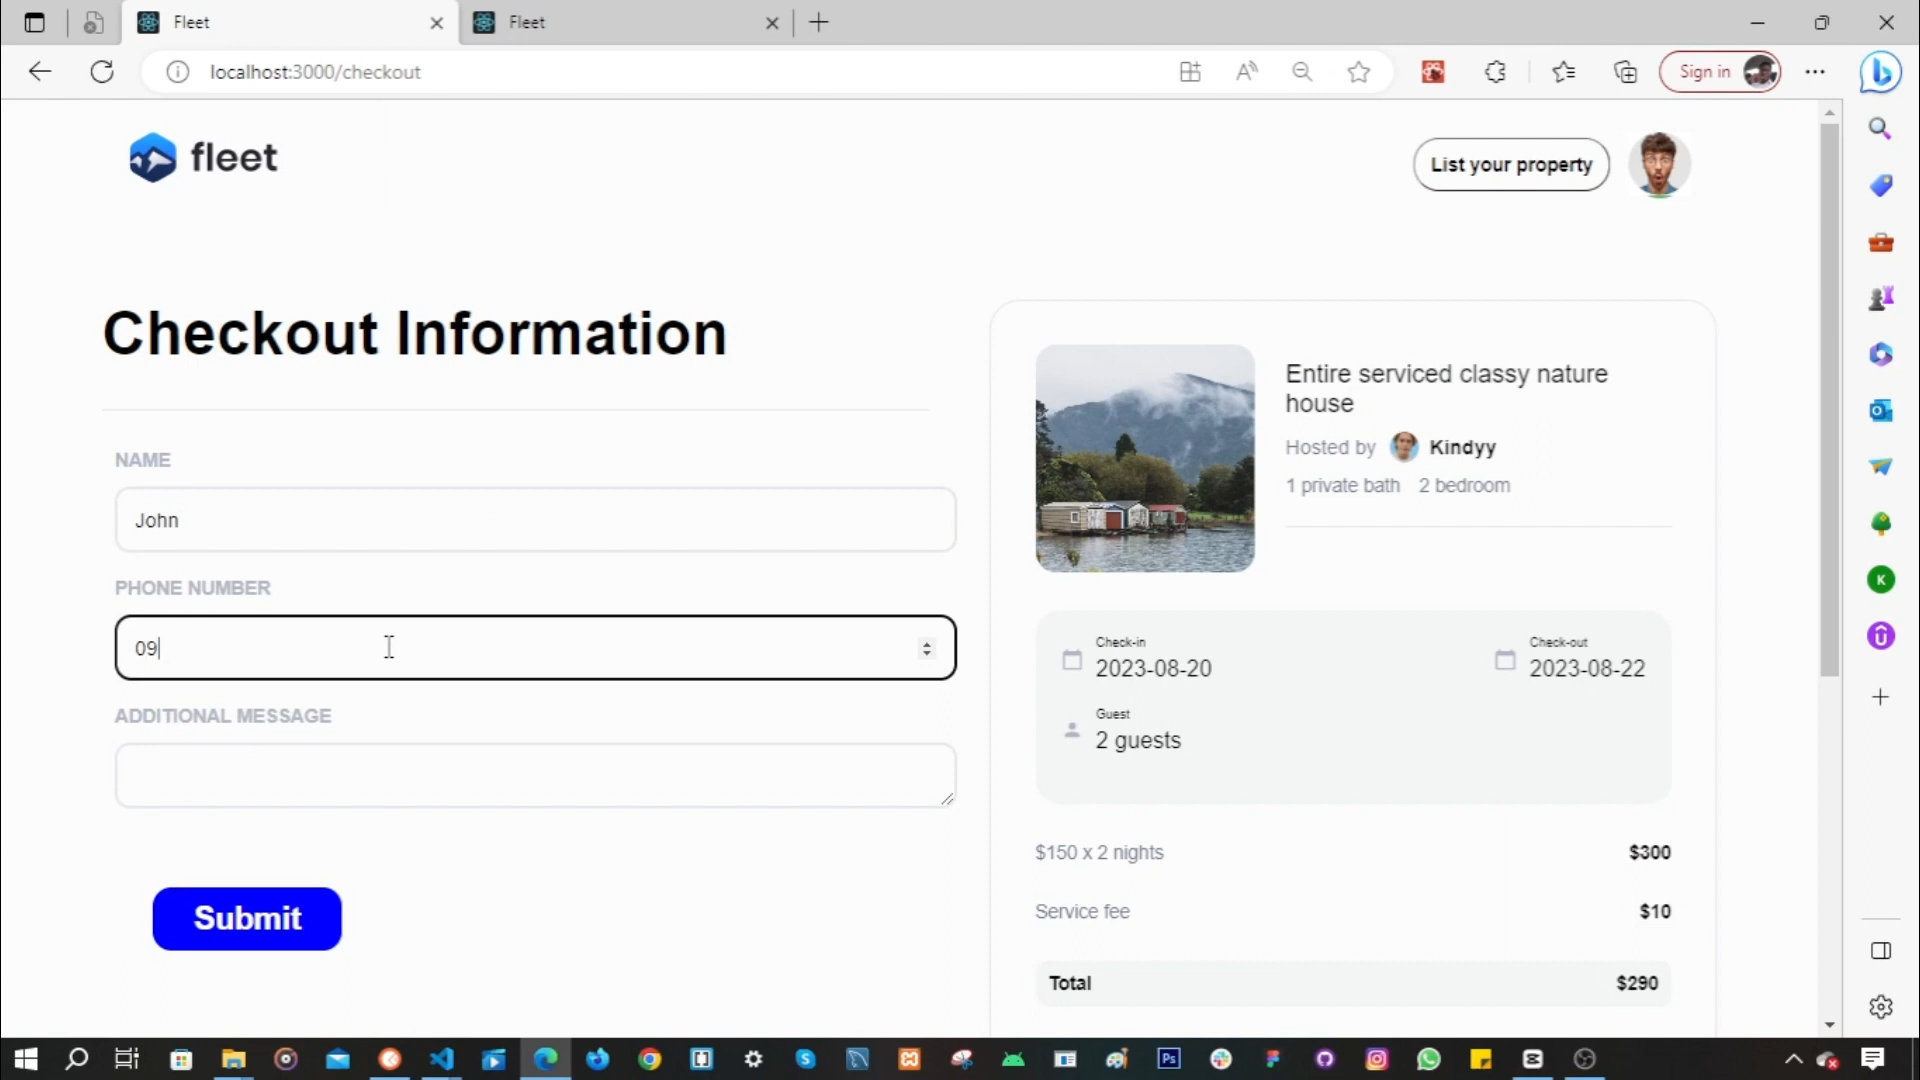 Fleet
Fleet
localhost:3000/checkout
Sign in
fleet
List your property
Checkout Information
NAME
John
PHONE NUMBER
09
ADDITIONAL MESSAGE
Submit
Entire serviced classy nature
house
Hosted by Kindyy
1 private bath 2 bedroom
Check-in
2023-08-20
Check-out
2023-08-22
Guest
2 guests
$150 x 2 nights $300
Service fee $10
Total $290
K
Ps